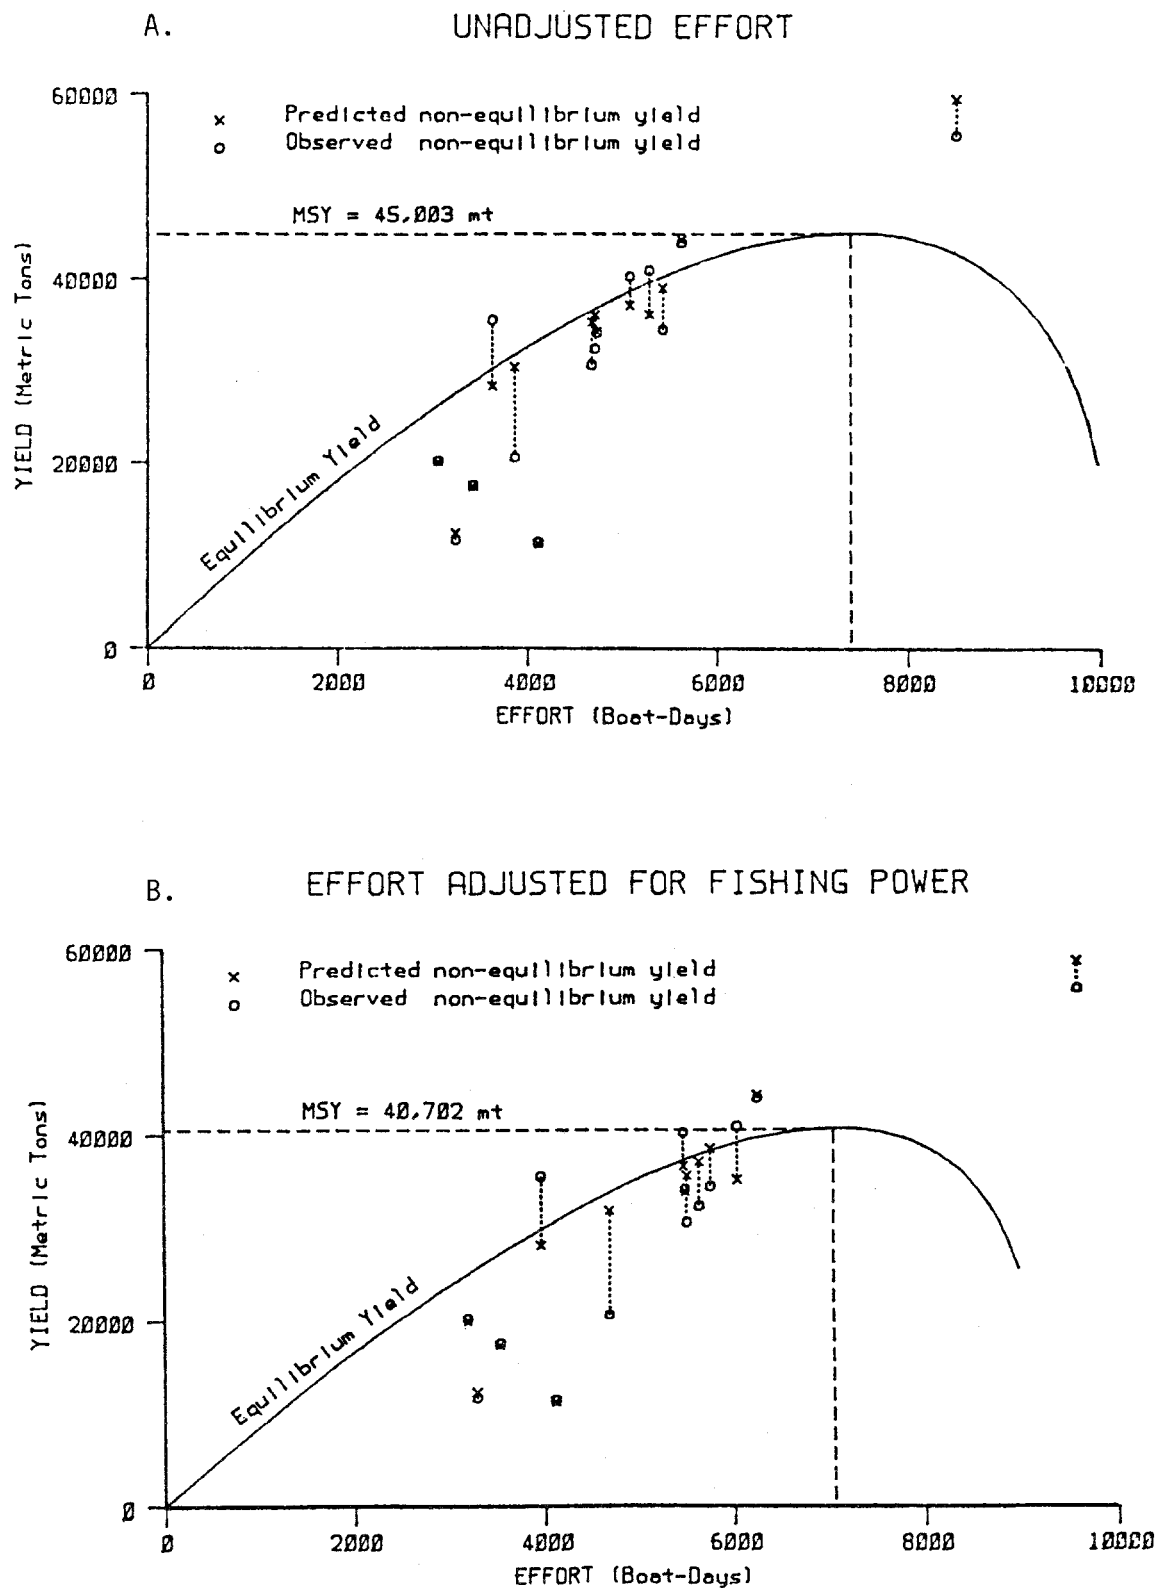 A. UNADJUSTED EFFORT
60000
x Predicted non-equilibrium yield
o Observed non-equilibrium yield
MSY = 45,003 mt
40000
YIELD (Metric Tons)
Equilibrium Yield
20000
0
0 2000 4000 6000 8000 10000
EFFORT (Boat-Days)
B. EFFORT ADJUSTED FOR FISHING POWER
60000
x Predicted non-equilibrium yield
o Observed non-equilibrium yield
MSY = 40,702 mt
40000
YIELD (Metric Tons)
Equilibrium Yield
20000
0
0 2000 4000 6000 8000 10000
EFFORT (Boat-Days)